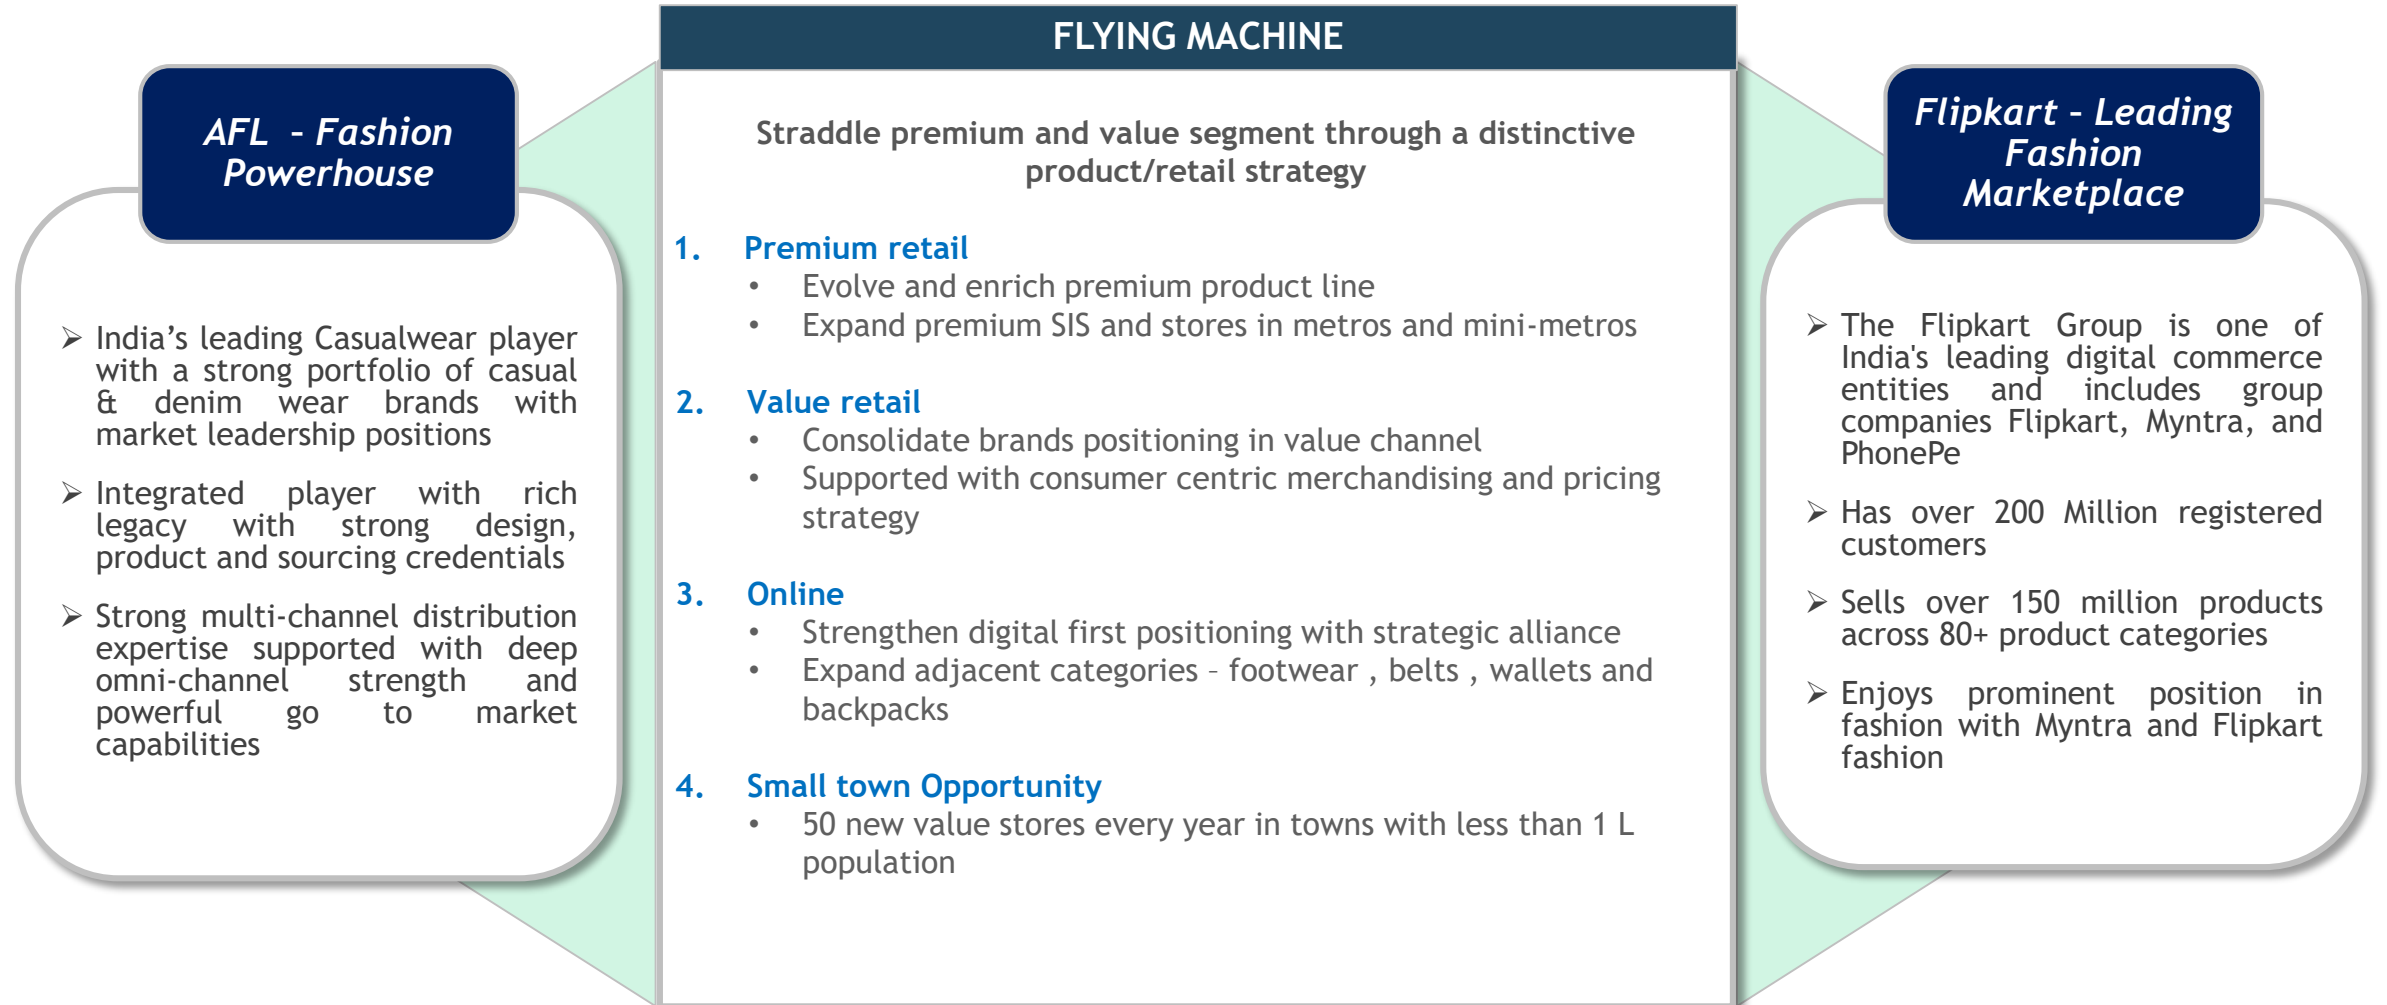 FLYING MACHINE
AFL – Fashion
Powerhouse
➢ India’s leading Casualwear player
with a strong portfolio of casual
& denim wear brands with
market leadership positions
➢ Integrated player with rich
legacy with strong design,
product and sourcing credentials
➢ Strong multi-channel distribution
expertise supported with deep
omni-channel strength and
powerful go to market
capabilities
Straddle premium and value segment through a distinctive
product/retail strategy
1. Premium retail
• Evolve and enrich premium product line
• Expand premium SIS and stores in metros and mini-metros
2. Value retail
• Consolidate brands positioning in value channel
• Supported with consumer centric merchandising and pricing
strategy
3. Online
• Strengthen digital first positioning with strategic alliance
• Expand adjacent categories – footwear , belts , wallets and
backpacks
4. Small town Opportunity
• 50 new value stores every year in towns with less than 1 L
population
Flipkart – Leading
Fashion
Marketplace
➢ The Flipkart Group is one of
India's leading digital commerce
entities and includes group
companies Flipkart, Myntra, and
PhonePe
➢ Has over 200 Million registered
customers
➢ Sells over 150 million products
across 80+ product categories
➢ Enjoys prominent position in
fashion with Myntra and Flipkart
fashion